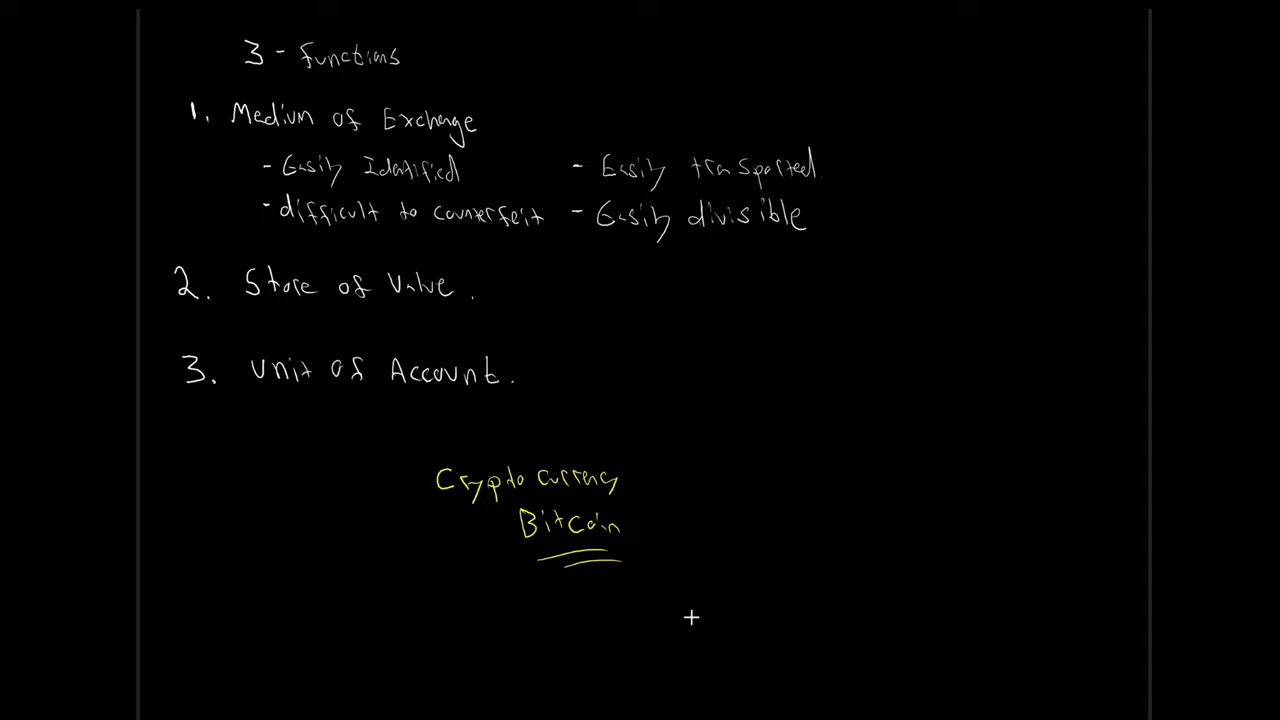 3 - functions
1. Medium of Exchange
- Easily Identified - Easily transported.
- difficult to counterfeit - Easily divisible
2. Store of Value.
3. Unit of Account.
Crypto currency
Bitcoin